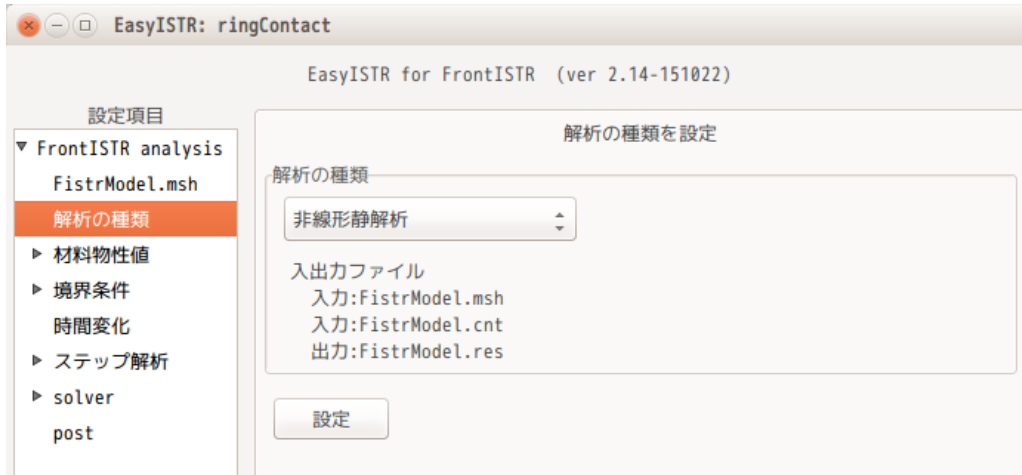 EasyISTR: ringContact
EasyISTR for FrontISTR (ver 2.14-151022)
設定項目
FrontISTR analysis
FistrModel.msh
解析の種類
材料物性値
境界条件
時間変化
ステップ解析
solver
post
解析の種類を設定
解析の種類
非線形静解析
入出力ファイル
入力:FistrModel.msh
入力:FistrModel.cnt
出力:FistrModel.res
設定